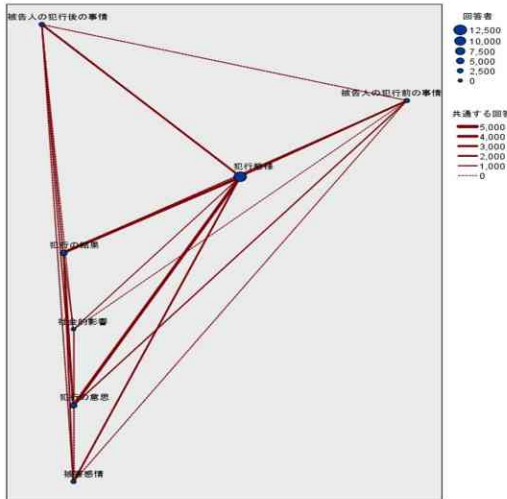 被告人の犯行後の事情
被告人の犯行前の事情
犯行態様
犯行の結果
社会的影響
犯行の意思
被害感情
回答者
12,500
10,000
7,500
5,000
2,500
0
共通する回答
5,000
4,000
3,000
2,000
1,000
0